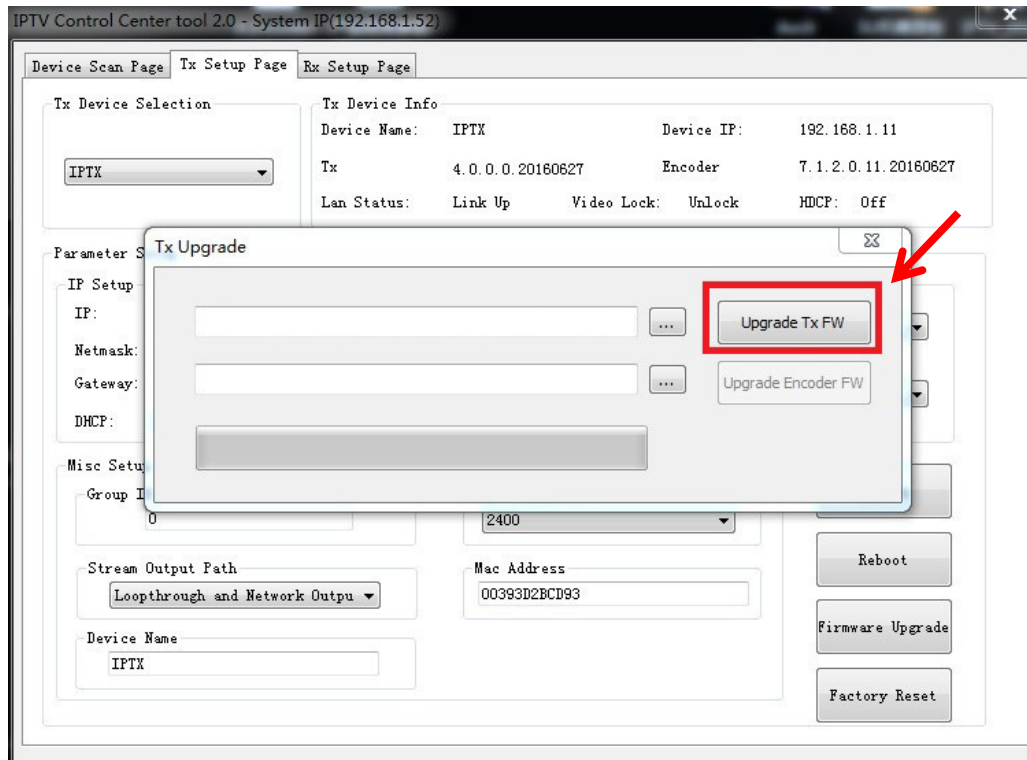 IPTV Control Center tool 2.0 - System IP(192.168.1.52)
Device Scan Page Tx Setup Page Rx Setup Page
Tx Device Selection
IPTX
Tx Device Info
Device Name: IPTX Device IP: 192.168.1.11
Tx 4.0.0.0.20160627 Encoder 7.1.2.0.11.20160627
Lan Status: Link Up Video Lock: Unlock HDCP: Off
Tx Upgrade
... Upgrade Tx FW
... Upgrade Encoder FW
Parameter S
IP Setup
IP:
Netmask:
Gateway:
DHCP:
Misc Setu
Group I
0
2400
Stream Output Path
Loopthrough and Network Outpu
Mac Address
00393D2BCD93
Device Name
IPTX
Reboot
Firmware Upgrade
Factory Reset